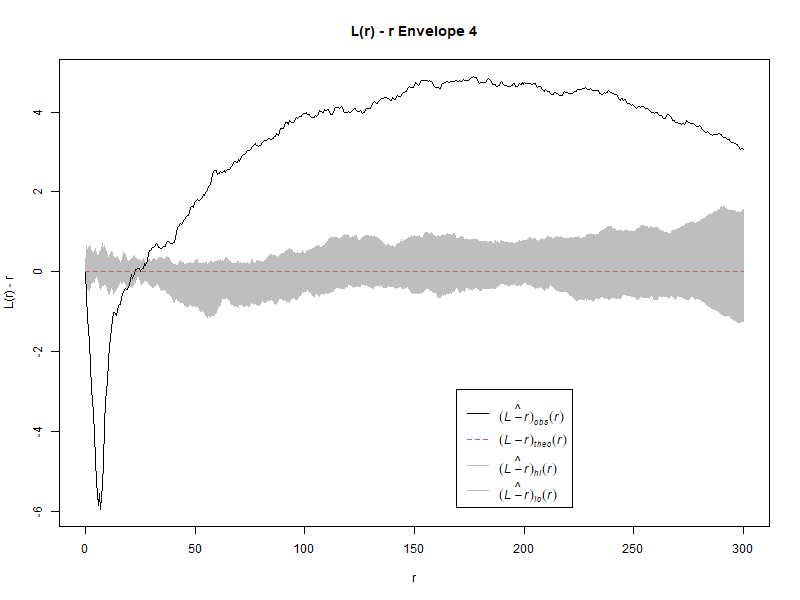 L(r) - r Envelope 4
L(r) - r
4
2
0
-2
-4
-6
(L^−r)obs(r)
(L−r)theo(r)
(L^−r)hi(r)
(L^−r)lo(r)
0 50 100 150 200 250 300
r